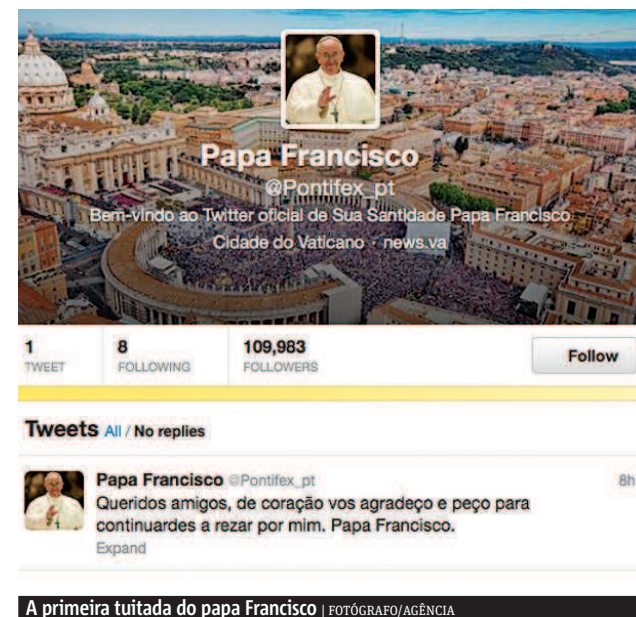 Papa Francisco
@Pontifex_pt
Bem-vindo ao Twitter oficial de Sua Santidade Papa Francisco
Cidade do Vaticano · news.va
1
TWEET
8
FOLLOWING
109,983
FOLLOWERS
Follow
Tweets All / No replies
Papa Francisco @Pontifex_pt 8h
Queridos amigos, de coração vos agradeço e peço para
continuardes a rezar por mim. Papa Francisco.
Expand
A primeira tuitada do papa Francisco | FOTÓGRAFO/AGÊNCIA